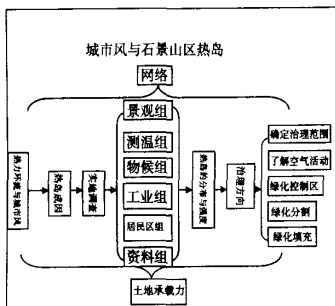 城市风与石景山区热岛
网络
热力环境与城市风
热岛成因
实地调查
景观组
测温组
物候组
工业组
居民区组
资料组
热岛的分布与强度
治理方向
确定治理范围
了解空气活动
绿化控制区
绿化分割
绿化填充
土地承载力